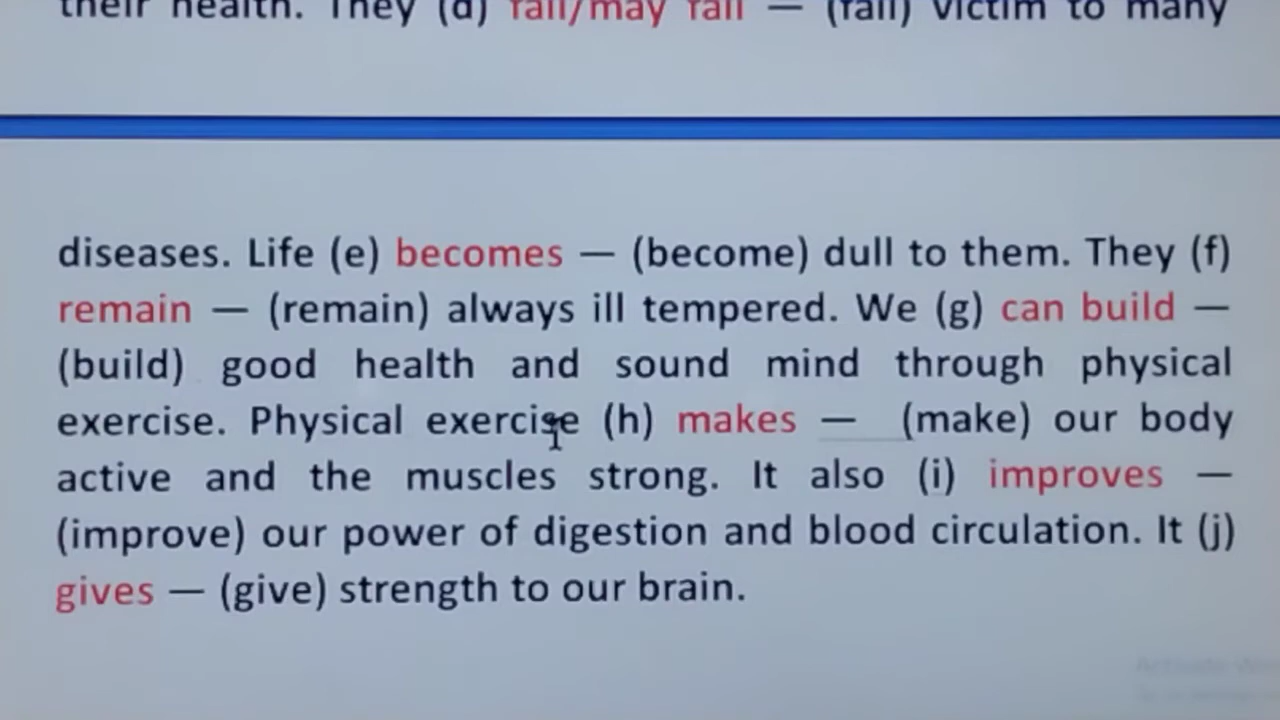 their health. They (d) fall/may fall — (fall) victim to many
diseases. Life (e) becomes — (become) dull to them. They (f)
remain — (remain) always ill tempered. We (g) can build —
(build) good health and sound mind through physical
exercise. Physical exercise (h) makes — (make) our body
active and the muscles strong. It also (i) improves —
(improve) our power of digestion and blood circulation. It (j)
gives — (give) strength to our brain.